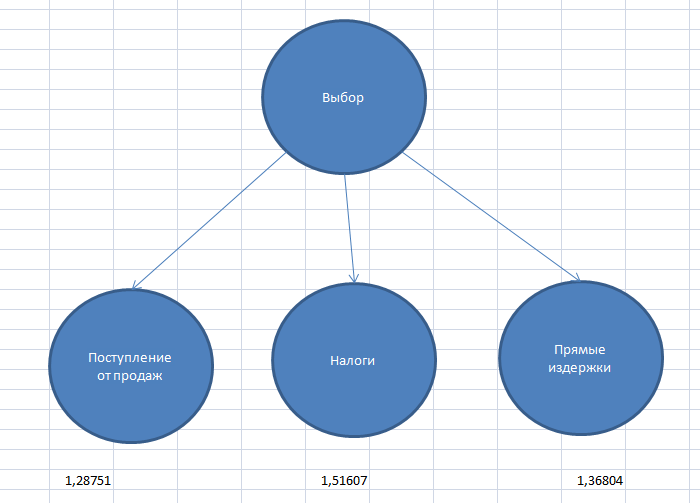 Выбор
Поступление
от продаж
Налоги
Прямые
издержки
1,28751
1,51607
1,36804